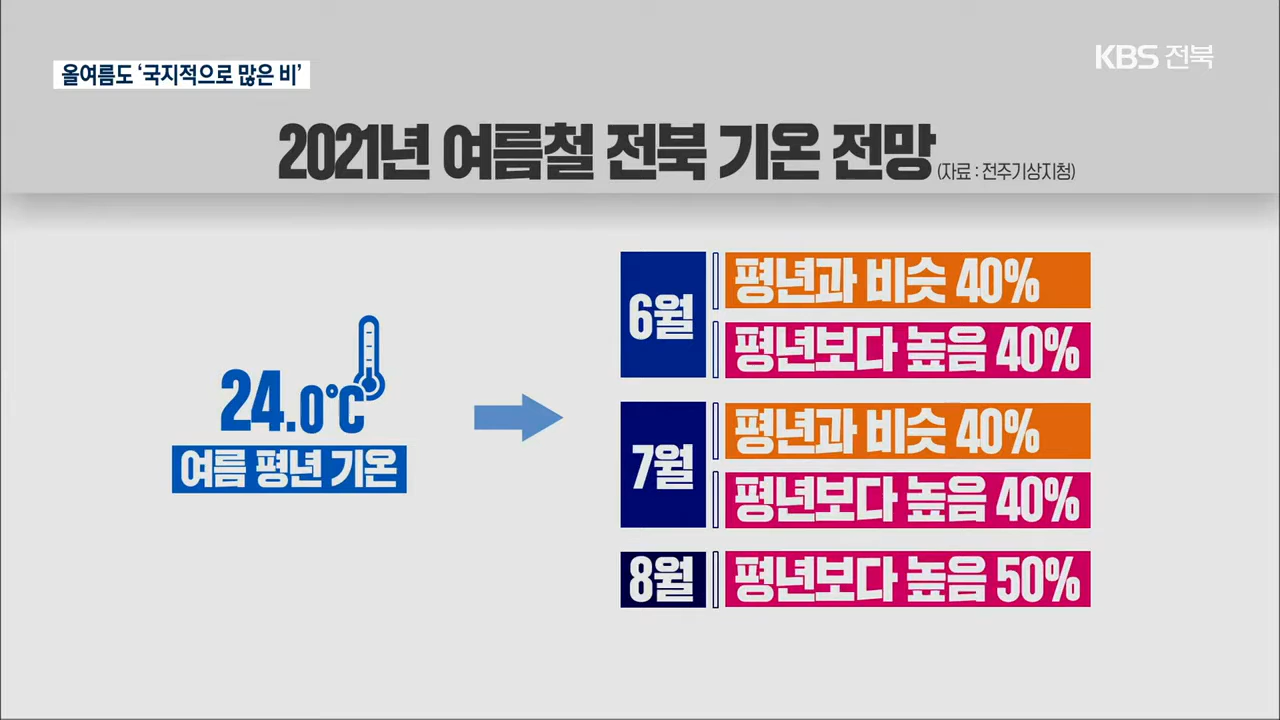 올여름도 '국지적으로 많은 비'
KBS 전북
2021년 여름철 전북 기온 전망 (자료 : 전주기상지청)
24.0℃
여름 평년 기온
6월
평년과 비슷 40%
평년보다 높음 40%
7월
평년과 비슷 40%
평년보다 높음 40%
8월
평년보다 높음 50%